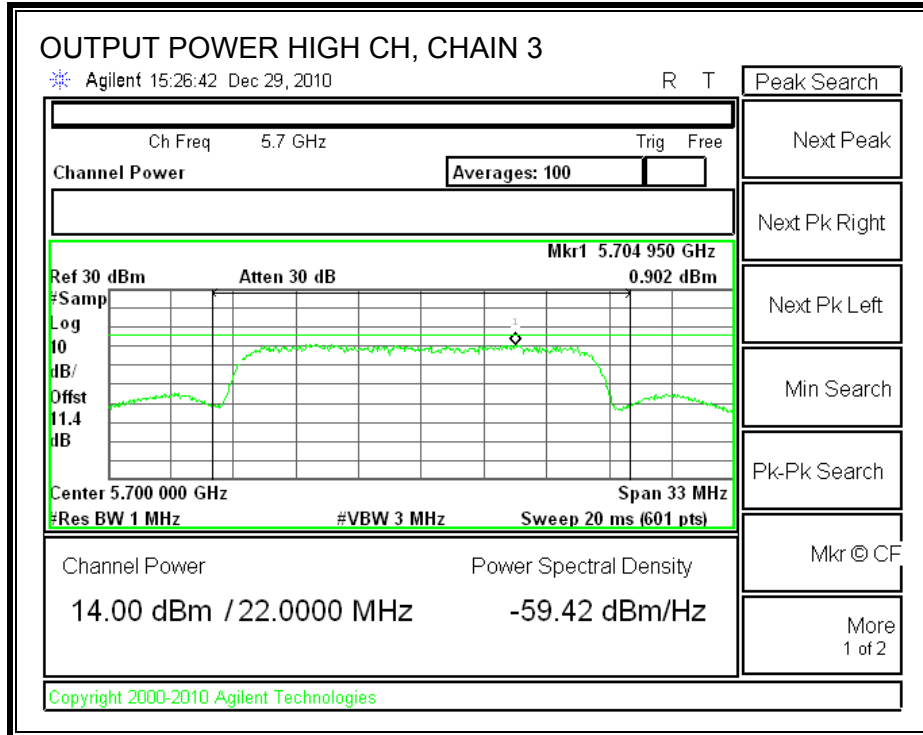 OUTPUT POWER HIGH CH, CHAIN 3
Agilent 15:26:42 Dec 29, 2010 R T
Peak Search
Ch Freq 5.7 GHz Trig Free
Channel Power Averages: 100
Next Peak
Next Pk Right
Next Pk Left
Min Search
Pk-Pk Search
Mkr © CF
More
1 of 2
Mkr1 5.704 950 GHz
Ref 30 dBm Atten 30 dB 0.902 dBm
#Samp
Log
10
dB/
Offst
11.4
dB
1
Center 5.700 000 GHz Span 33 MHz
#Res BW 1 MHz #VBW 3 MHz Sweep 20 ms (601 pts)
Channel Power Power Spectral Density
14.00 dBm / 22.0000 MHz -59.42 dBm/Hz
Copyright 2000-2010 Agilent Technologies